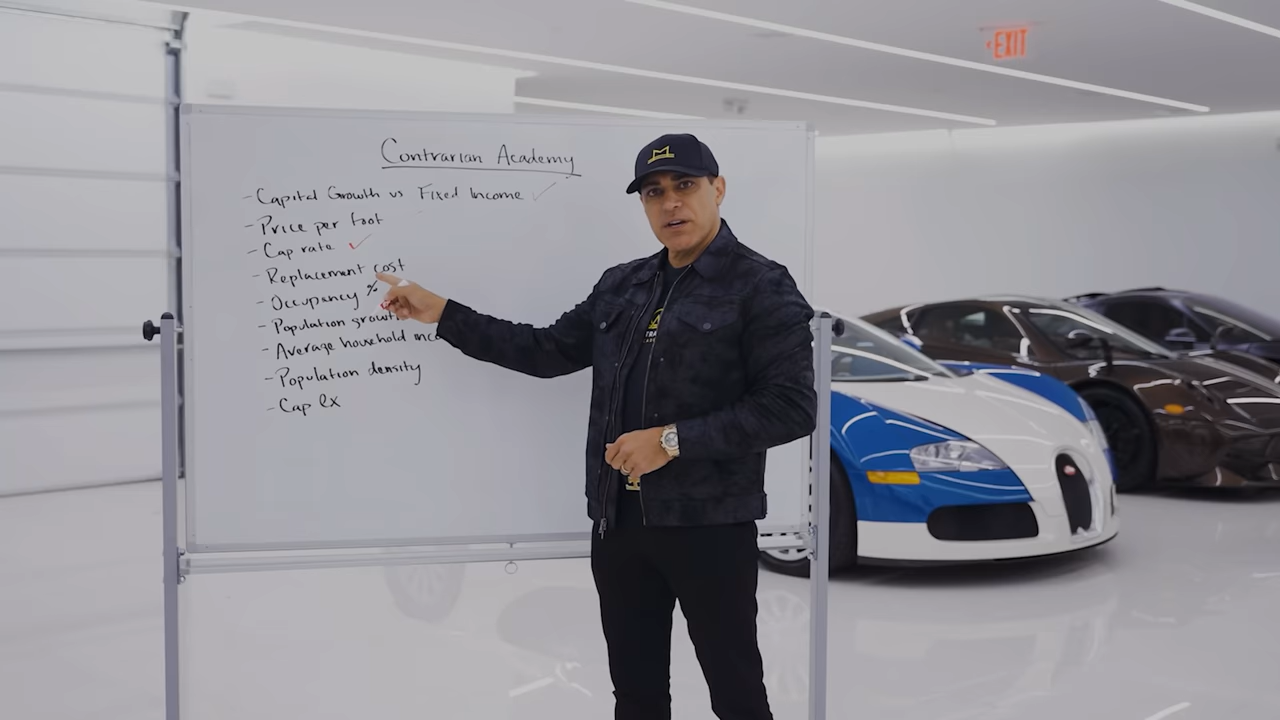 EXIT
Contrarian Academy
- Capital Growth vs Fixed Income ✓
- Price per foot
- Cap rate ✓
- Replacement cost
- Occupancy %
- Population growth
- Average household inco
- Population density
- Cap Ex